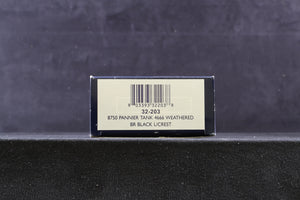 32-203
8750 PANNIER TANK 4666 WEATHERED
BR BLACK L/CREST